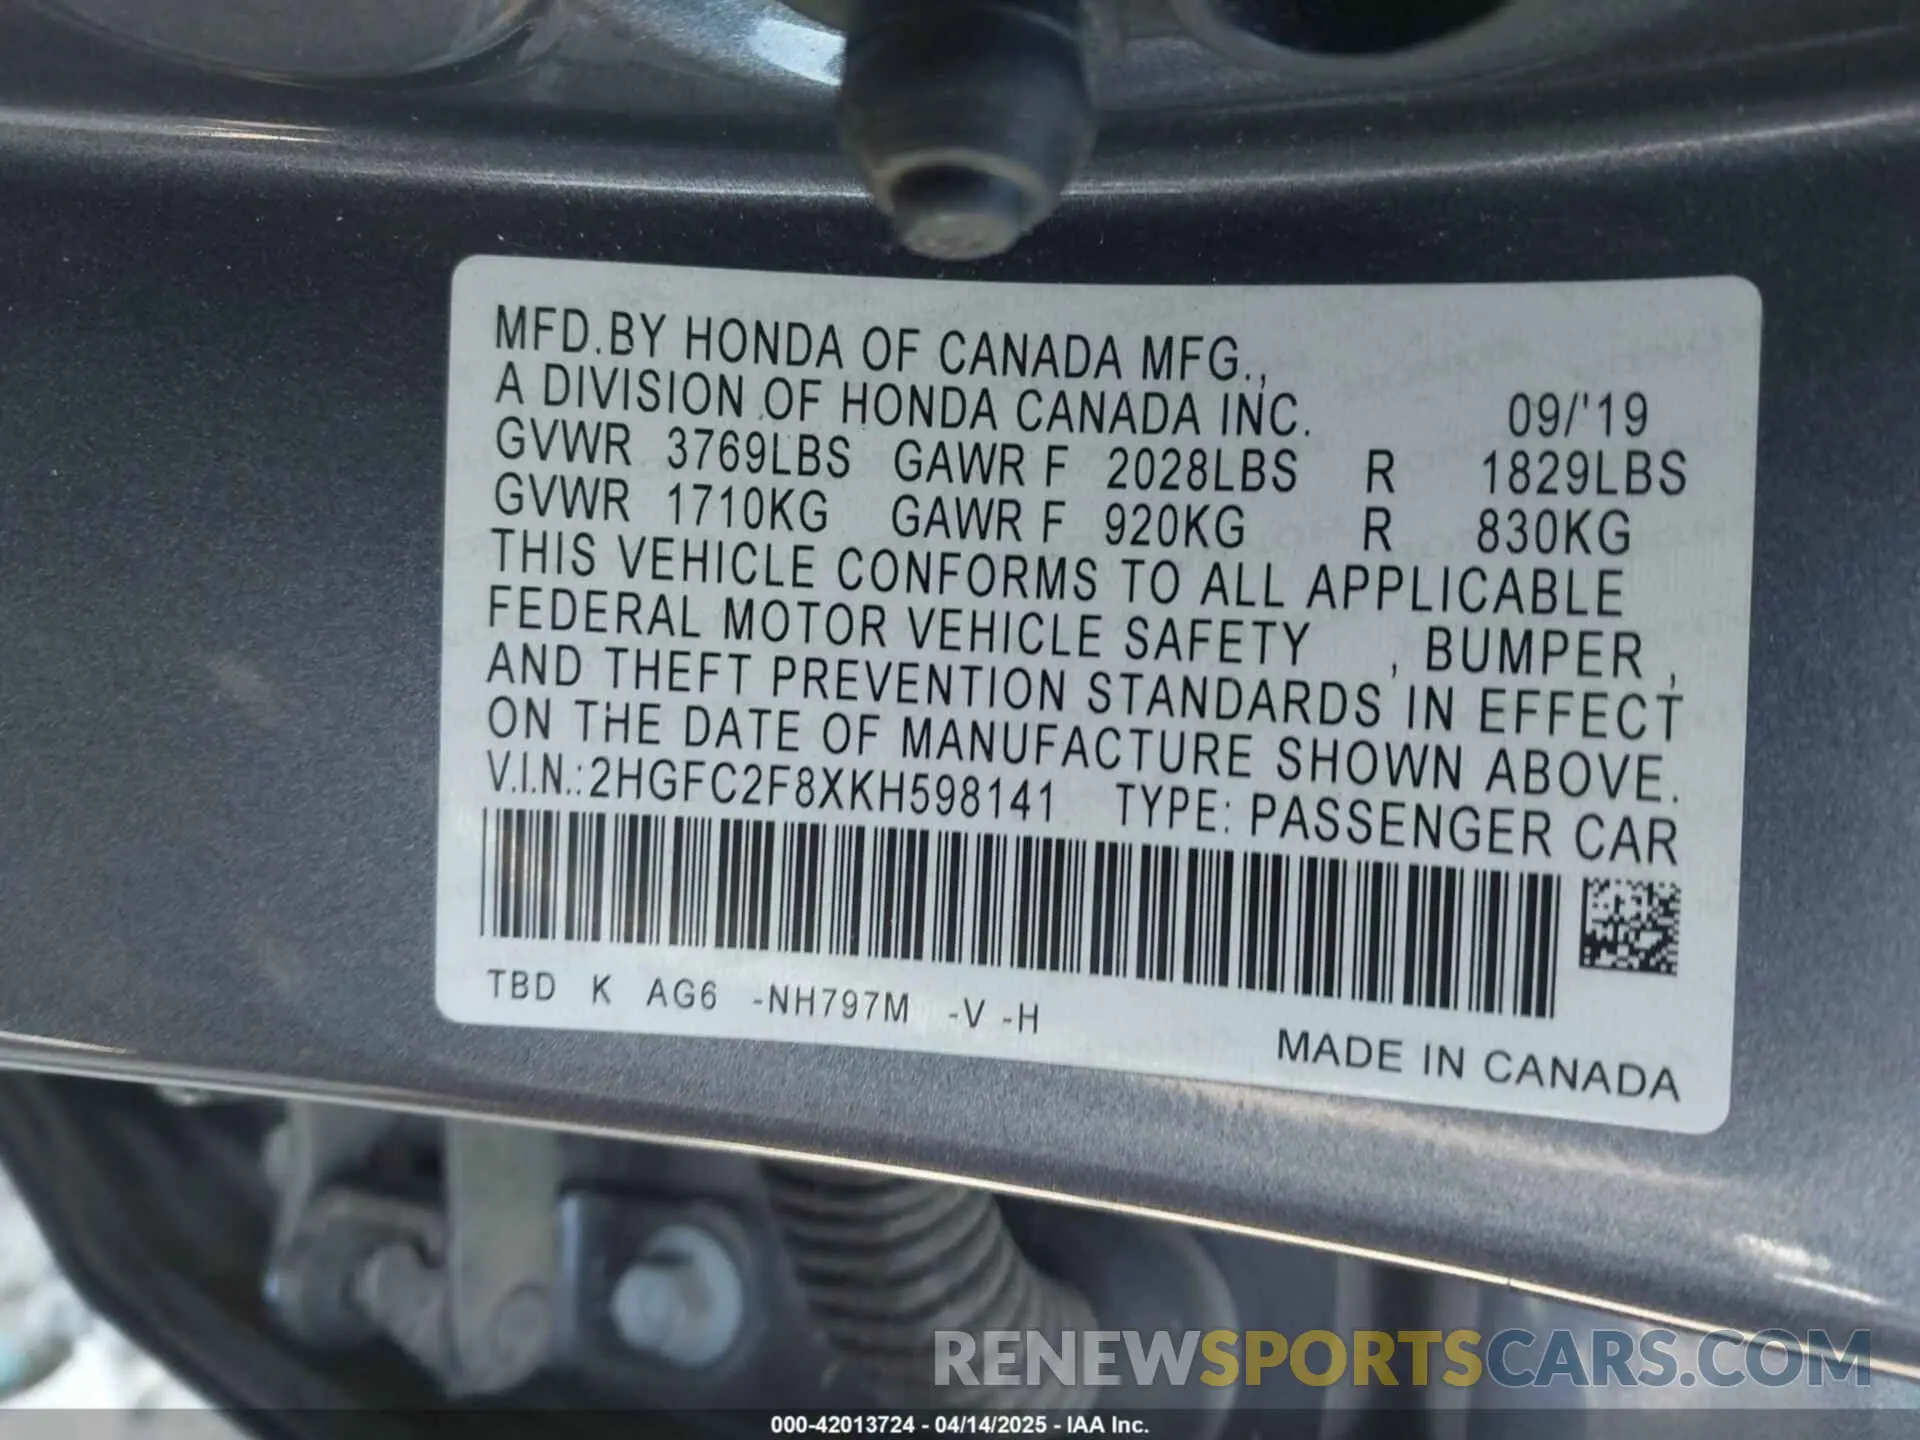 MFD.BY HONDA OF CANADA MFG.,
A DIVISION OF HONDA CANADA INC. 09/'19
GVWR 3769LBS GAWR F 2028LBS R 1829LBS
GVWR 1710KG GAWR F 920KG R 830KG
THIS VEHICLE CONFORMS TO ALL APPLICABLE
FEDERAL MOTOR VEHICLE SAFETY , BUMPER ,
AND THEFT PREVENTION STANDARDS IN EFFECT
ON THE DATE OF MANUFACTURE SHOWN ABOVE.
V.I.N.:2HGFC2F8XKH598141 TYPE: PASSENGER CAR
TBD K AG6 -NH797M -V -H
MADE IN CANADA
RENEWSPORTSCARS.COM
000-42013724 - 04/14/2025 - IAA Inc.